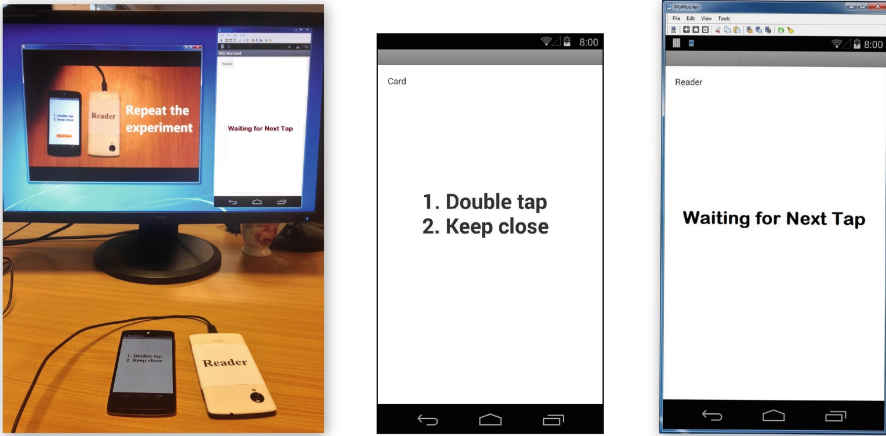 Reader
Repeat the
experiment
Waiting for Next Tap
1. Double tap
2. Keep close
Reader
8:00
Card
1. Double tap
2. Keep close
MyMobiler
File Edit View Tools
8:00
Reader
Waiting for Next Tap